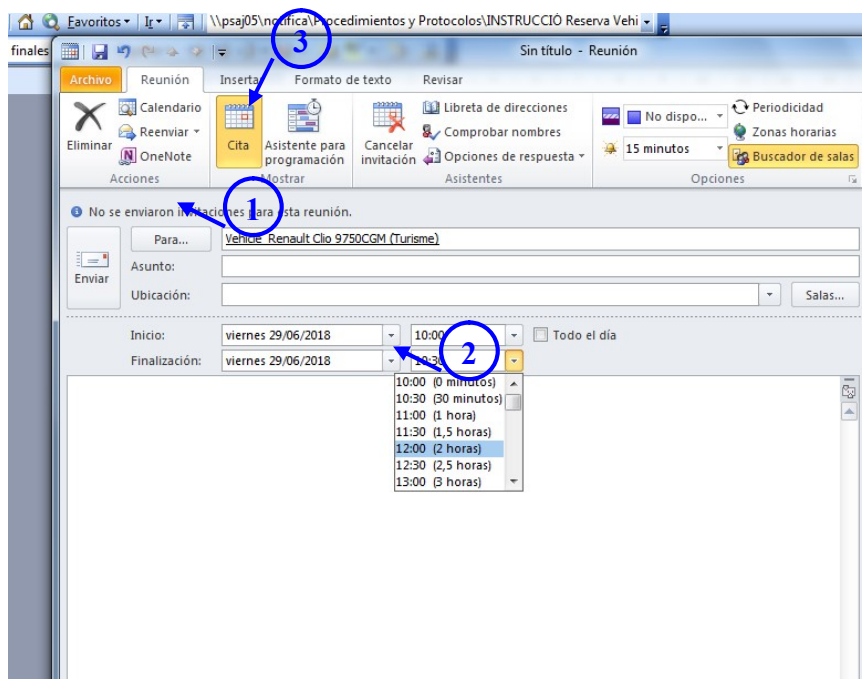 Favoritos Ir \\psaj05\notifica\Procedimientos y Protocolos\INSTRUCCIÓ Reserva Vehi
finales
Sin título - Reunión
3
Archivo Reunión Insertar Formato de texto Revisar
Eliminar
Calendario
Reenviar
OneNote
Acciones
Cita
Asistente para
programación
Mostrar
Cancelar
invitación
Libreta de direcciones
Comprobar nombres
Opciones de respuesta
Asistentes
No dispo...
15 minutos
Periodicidad
Zonas horarias
Buscador de salas
Opciones
1
No se enviaron invitaciones para esta reunión.
Enviar
Para... Vehicle Renault Clio 9750CGM (Turisme)
Asunto:
Ubicación: Salas...
Inicio: viernes 29/06/2018 10:00 Todo el día
2
Finalización: viernes 29/06/2018 10:30
10:00 (0 minutos)
10:30 (30 minutos)
11:00 (1 hora)
11:30 (1,5 horas)
12:00 (2 horas)
12:30 (2,5 horas)
13:00 (3 horas)